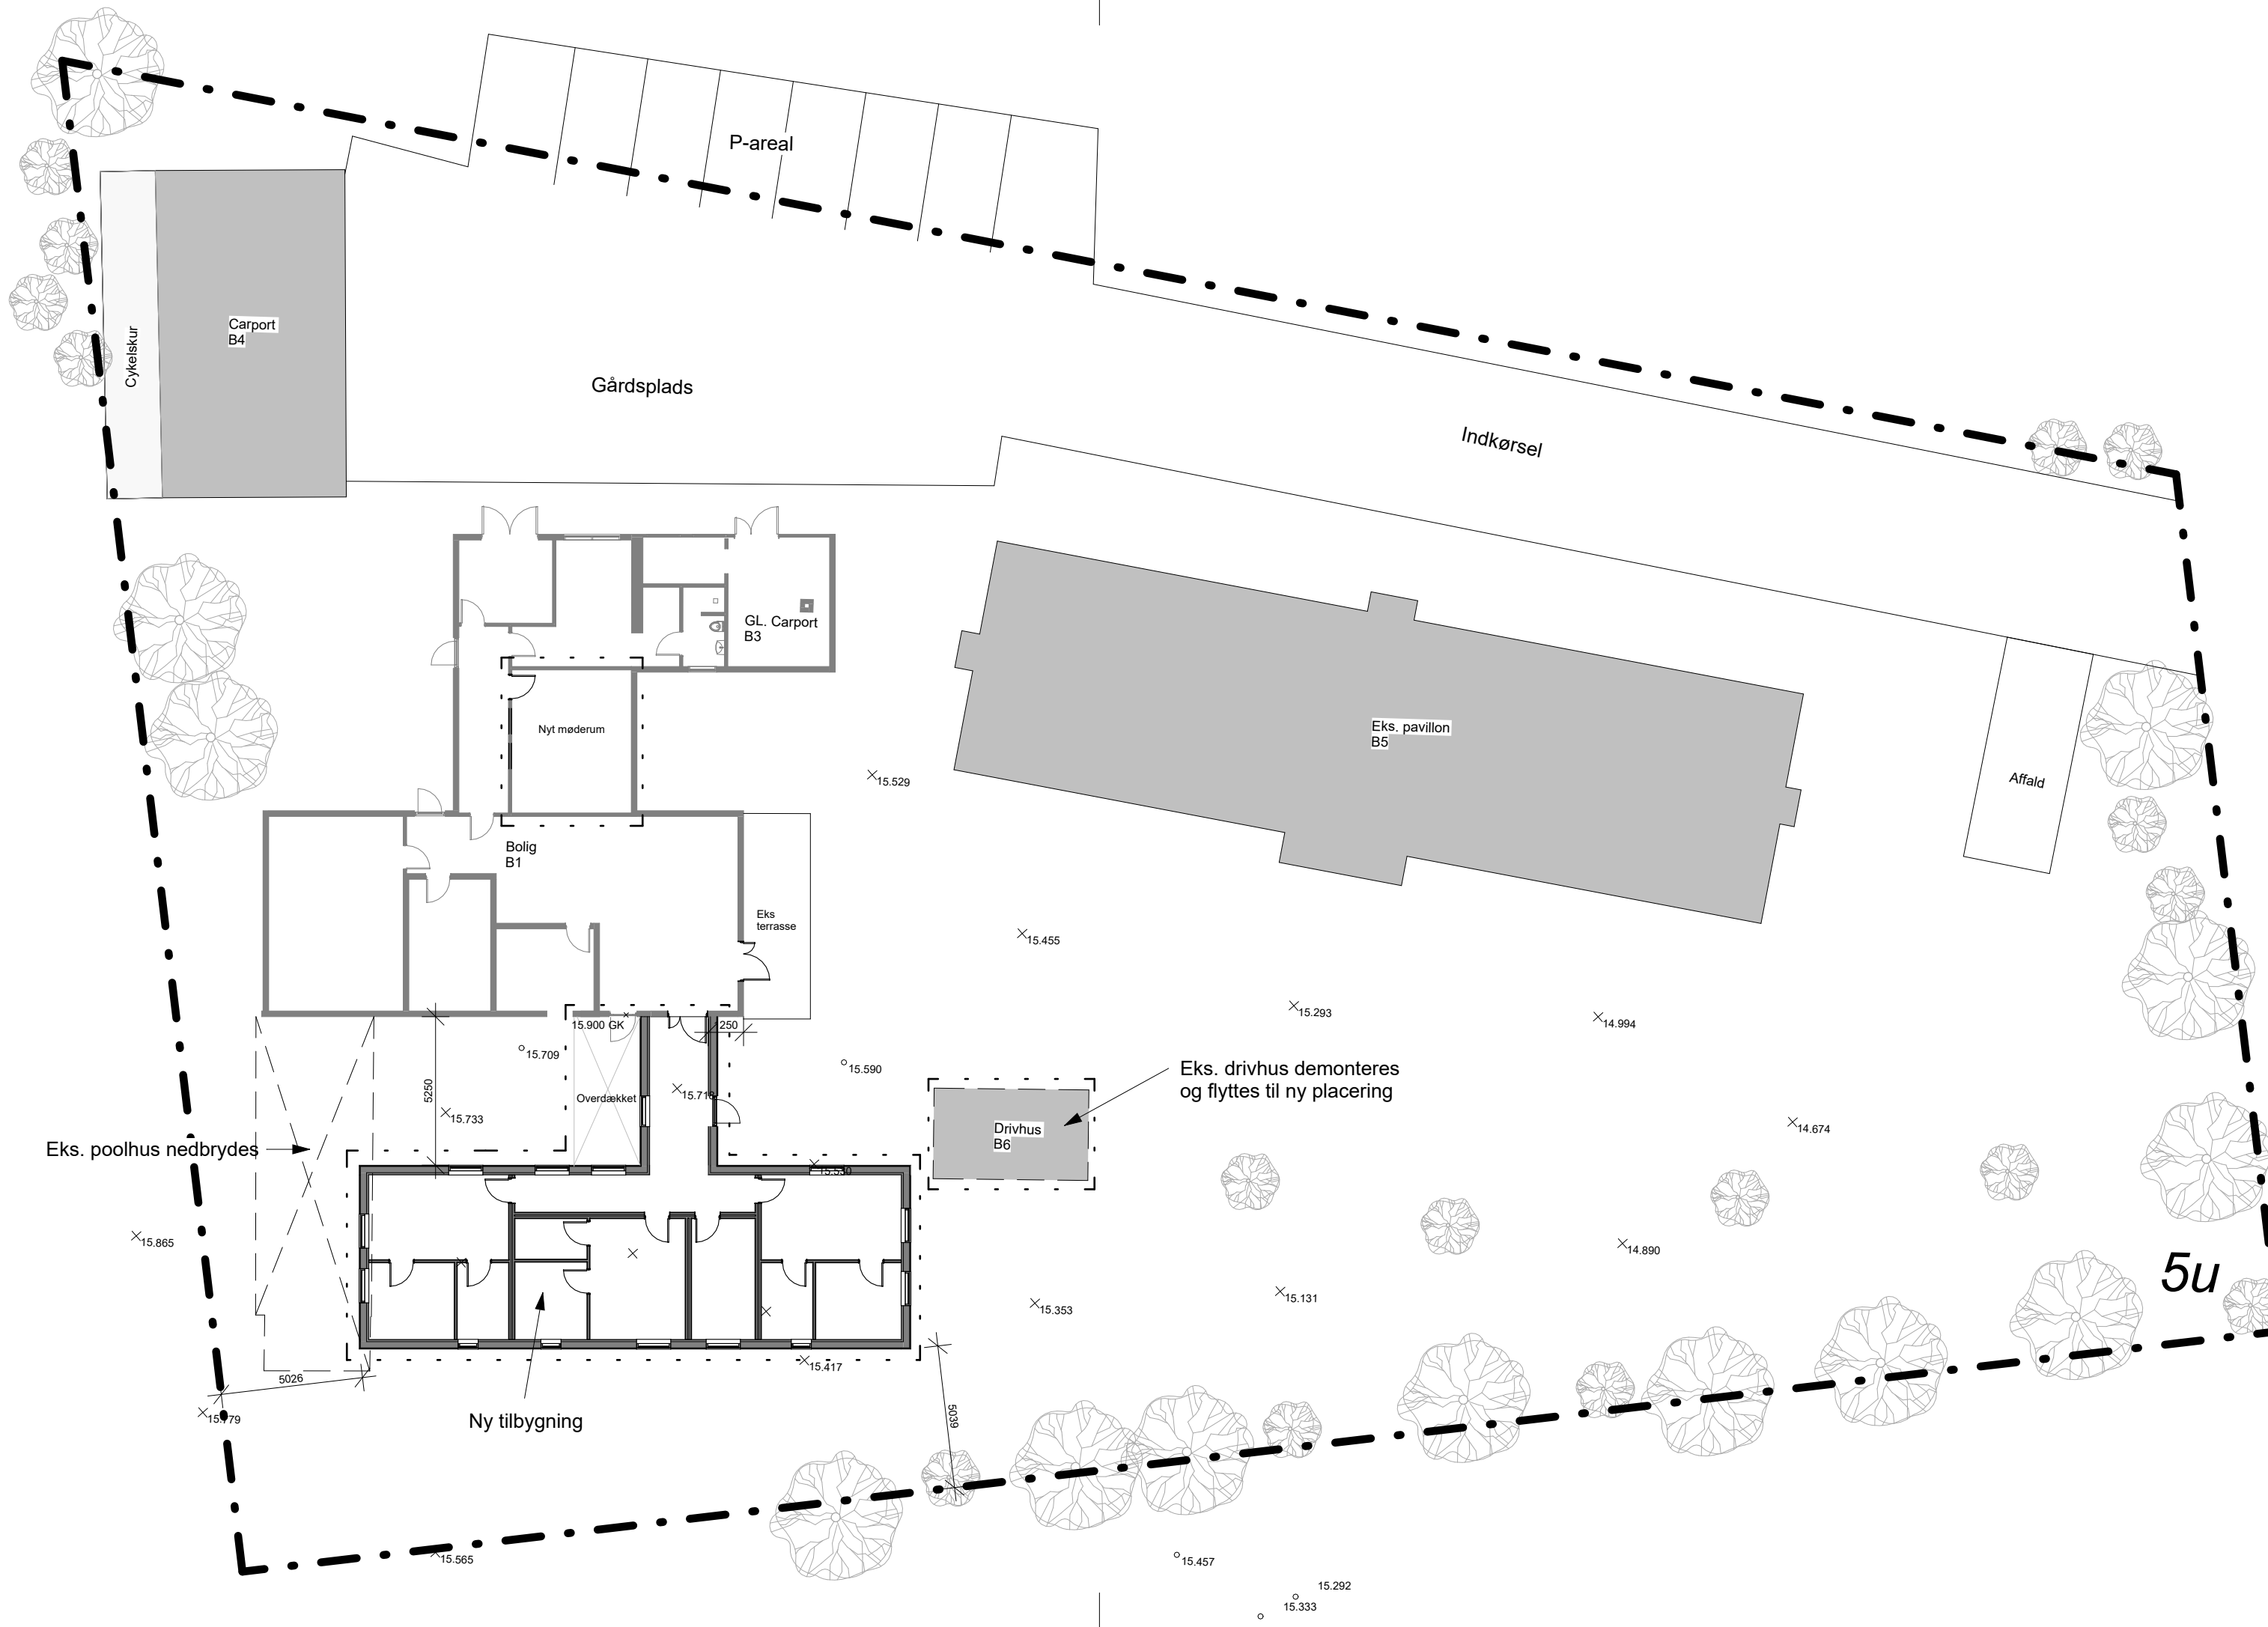 P-areal
Carport
B4
Cykelskur
Gårdsplads
Indkørsel
GL. Carport
B3
Nyt møderum
Eks. pavillon
B5
15.529
Affald
Bolig
B1
Eks
terrasse
15.455
15.293
14.994
15.900 GK
250
15.709
15.590
Eks. drivhus demonteres
og flyttes til ny placering
5250
Overdækket
15.733
Drivhus
B6
14.674
Eks. poolhus nedbrydes
15.530
15.865
14.890
5u
15.131
15.353
15.417
5026
15.779
5039
Ny tilbygning
15.565
15.457
15.292
15.333